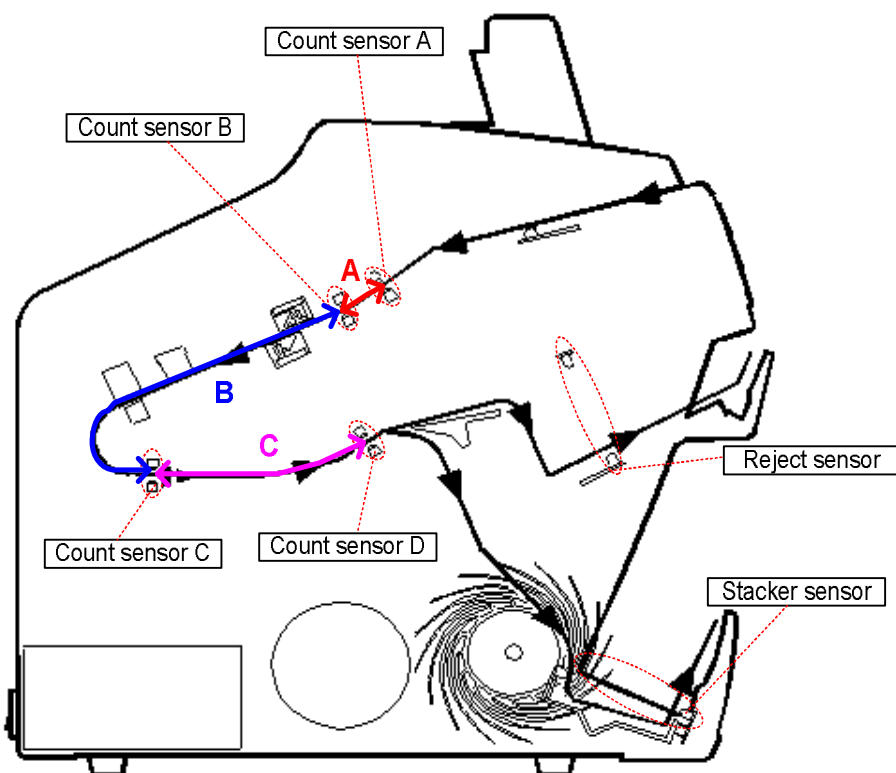 Count sensor A
Count sensor B
A
B
C
Reject sensor
Count sensor C
Count sensor D
Stacker sensor